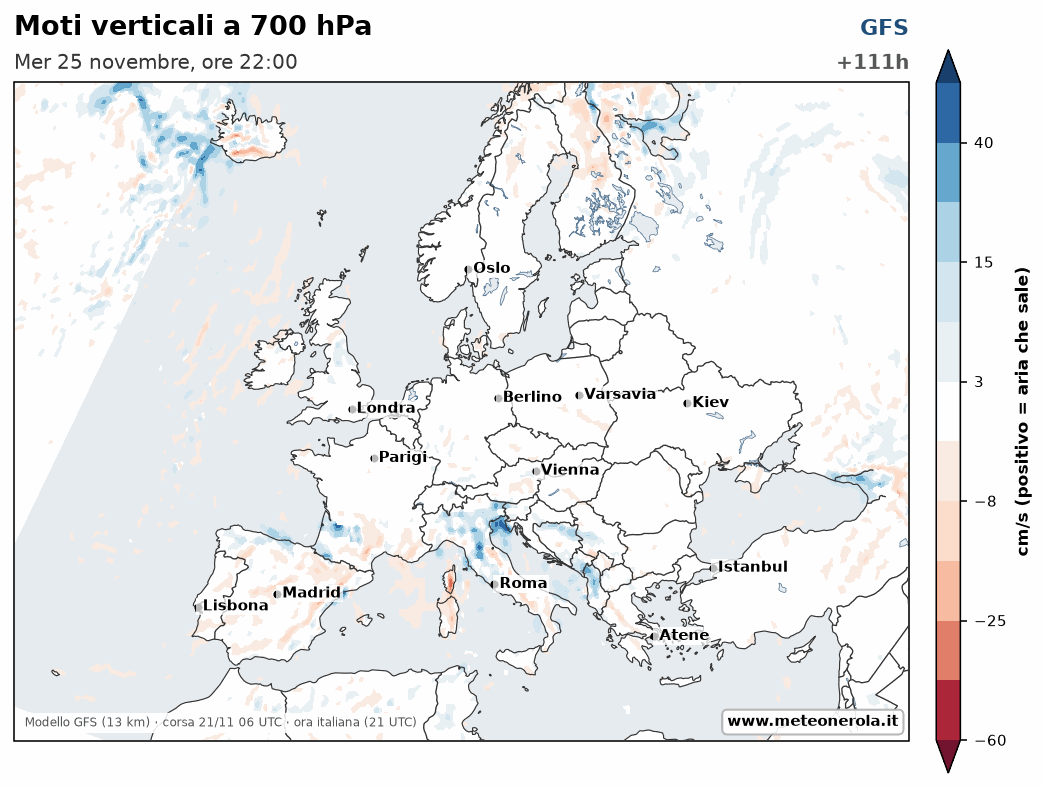 Moti verticali a 700 hPa
GFS
Mer 25 novembre, ore 22:00
+111h
40
15
3
−8
−25
−60
cm/s (positivo = aria che sale)
Oslo
Londra
Berlino
Varsavia
Kiev
Parigi
Vienna
Istanbul
Roma
Madrid
Lisbona
Atene
Modello GFS (13 km) · corsa 21/11 06 UTC · ora italiana (21 UTC)
www.meteonerola.it